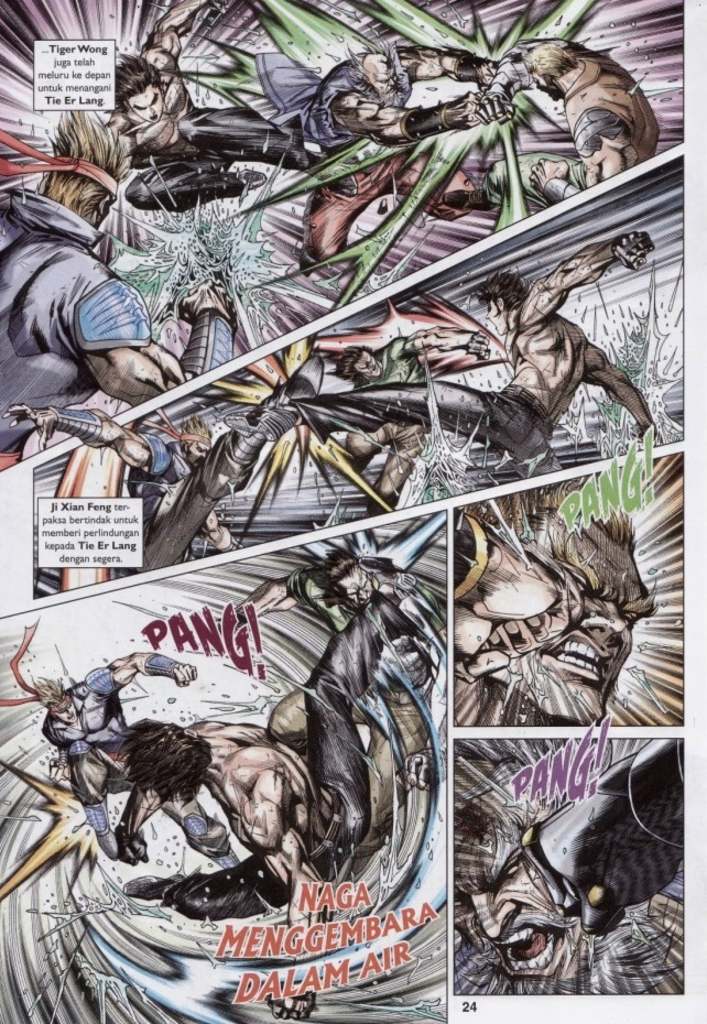 ...Tiger Wong
juga telah
meluru ke depan
untuk menangani
Tie Er Lang.
Ji Xian Feng ter-
paksa bertindak untuk
memberi perlindungan
kepada Tie Er Lang
dengan segera.
PANG!
PANG!
PANG!
NAGA
MENGGEMBARA
DALAM AIR
24